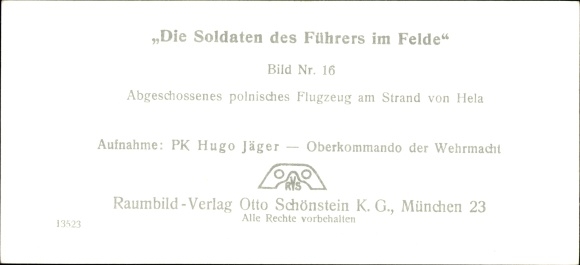 „Die Soldaten des Führers im Felde“
Bild Nr. 16
Abgeschossenes polnisches Flugzeug am Strand von Hela
Aufnahme: PK Hugo Jäger — Oberkommando der Wehrmacht
RVS
Raumbild-Verlag Otto Schönstein K. G., München 23
Alle Rechte vorbehalten
13523